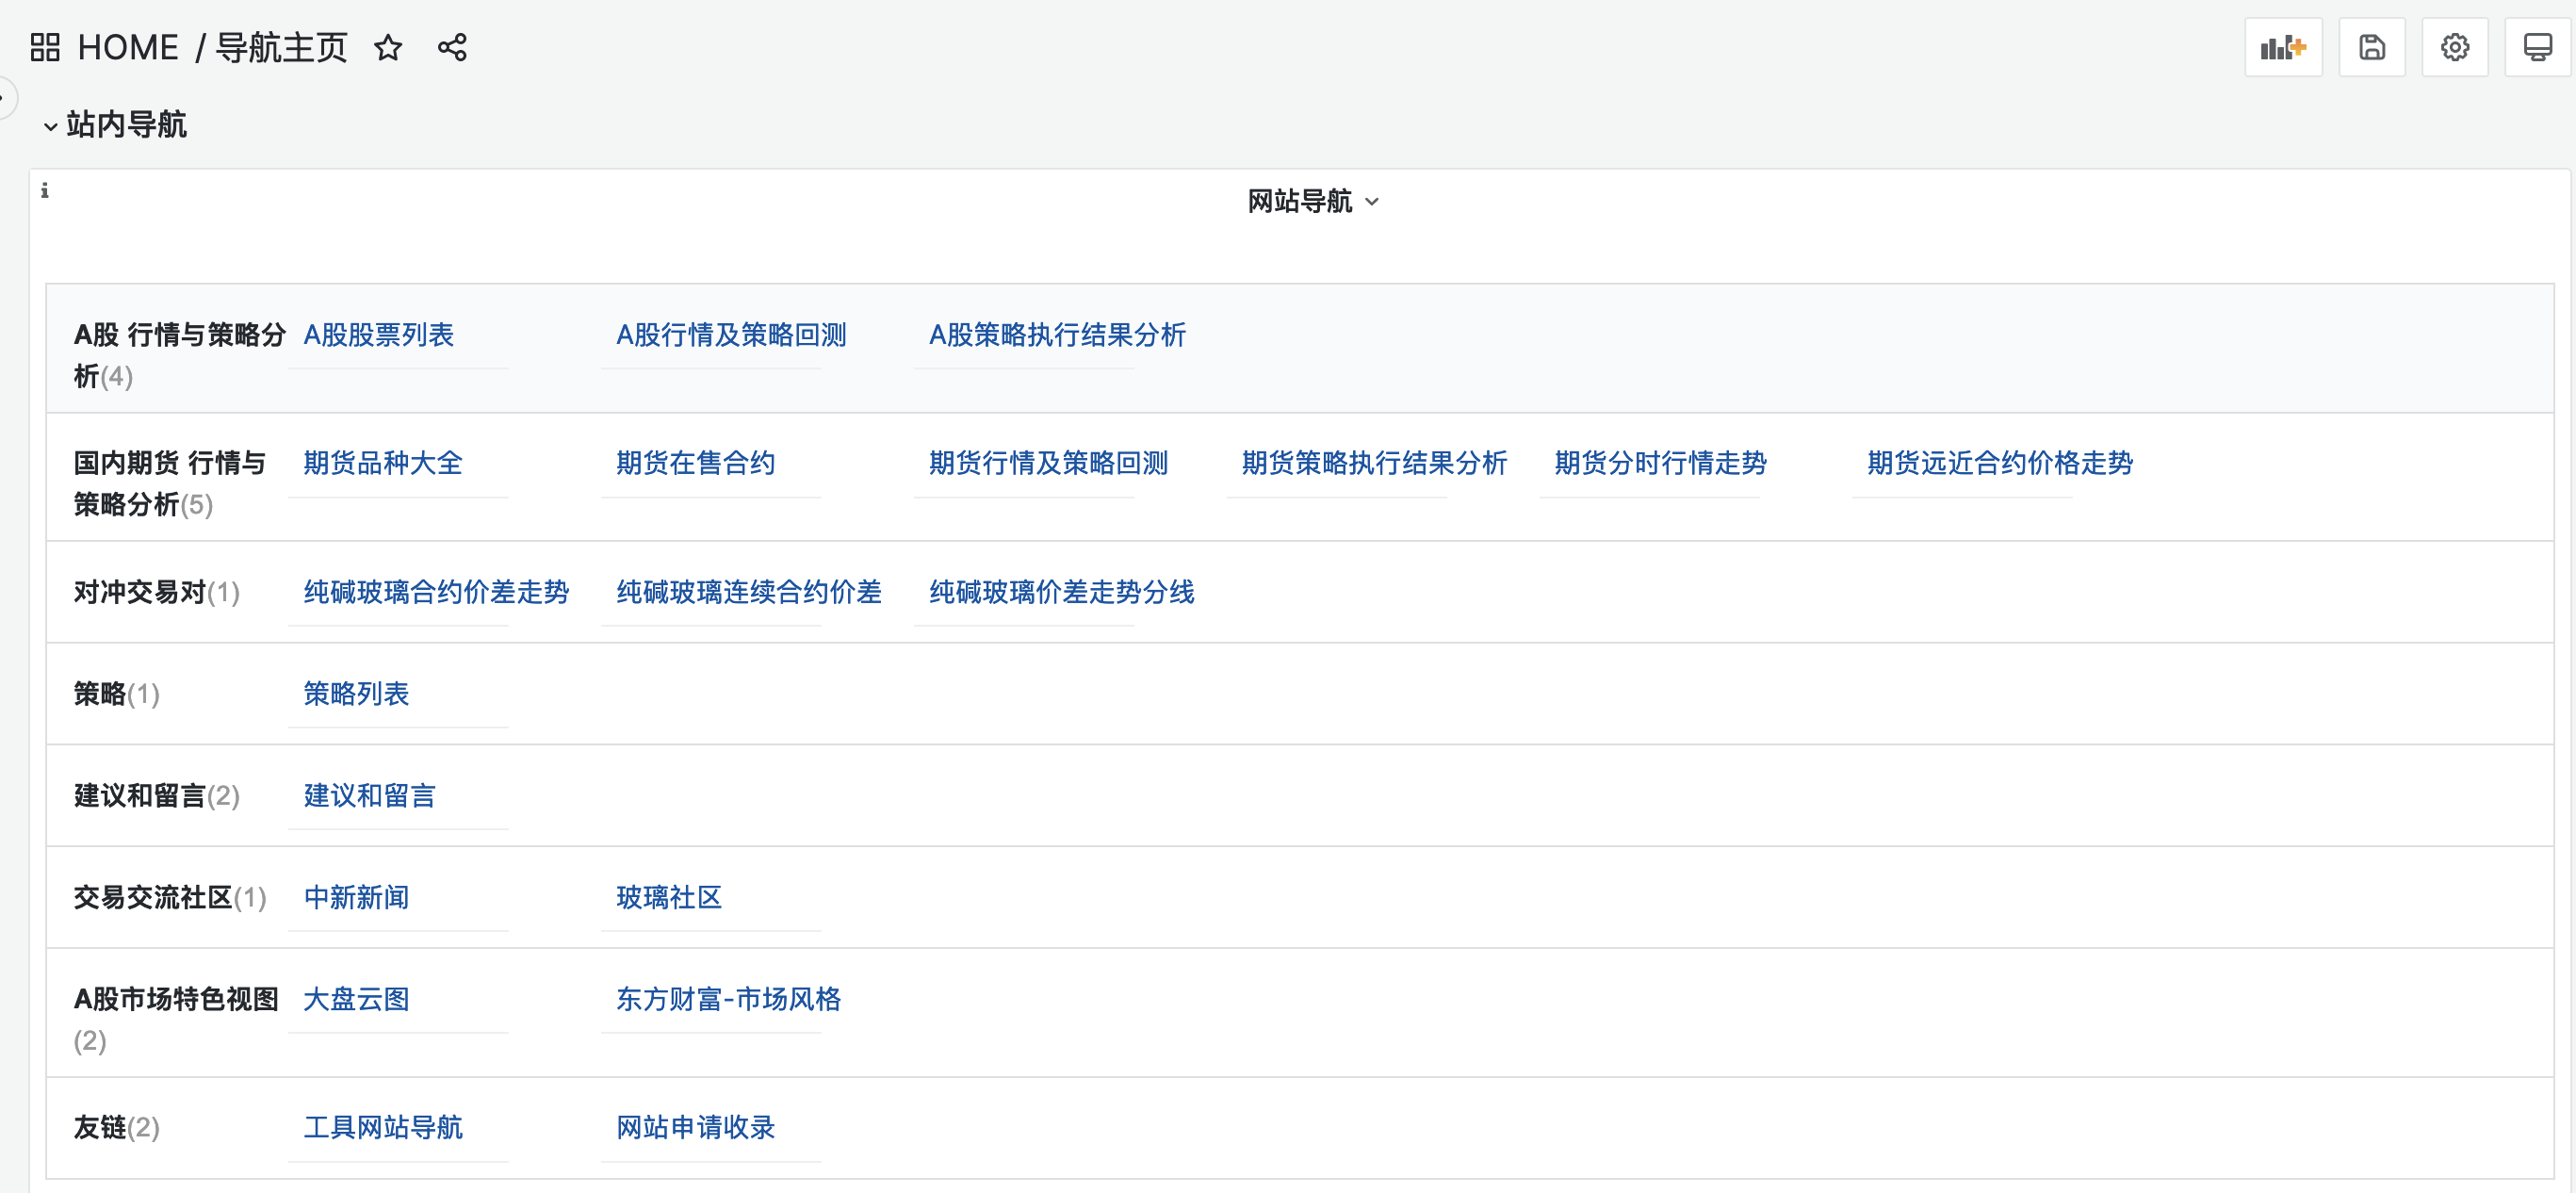 HOME / 导航主页
站内导航
网站导航
A股 行情与策略分析(4) A股股票列表 A股行情及策略回测 A股策略执行结果分析
国内期货 行情与策略分析(5) 期货品种大全 期货在售合约 期货行情及策略回测 期货策略执行结果分析 期货分时行情走势 期货远近合约价格走势
对冲交易对(1) 纯碱玻璃合约价差走势 纯碱玻璃连续合约价差 纯碱玻璃价差走势分线
策略(1) 策略列表
建议和留言(2) 建议和留言
交易交流社区(1) 中新新闻 玻璃社区
A股市场特色视图(2) 大盘云图 东方财富-市场风格
友链(2) 工具网站导航 网站申请收录